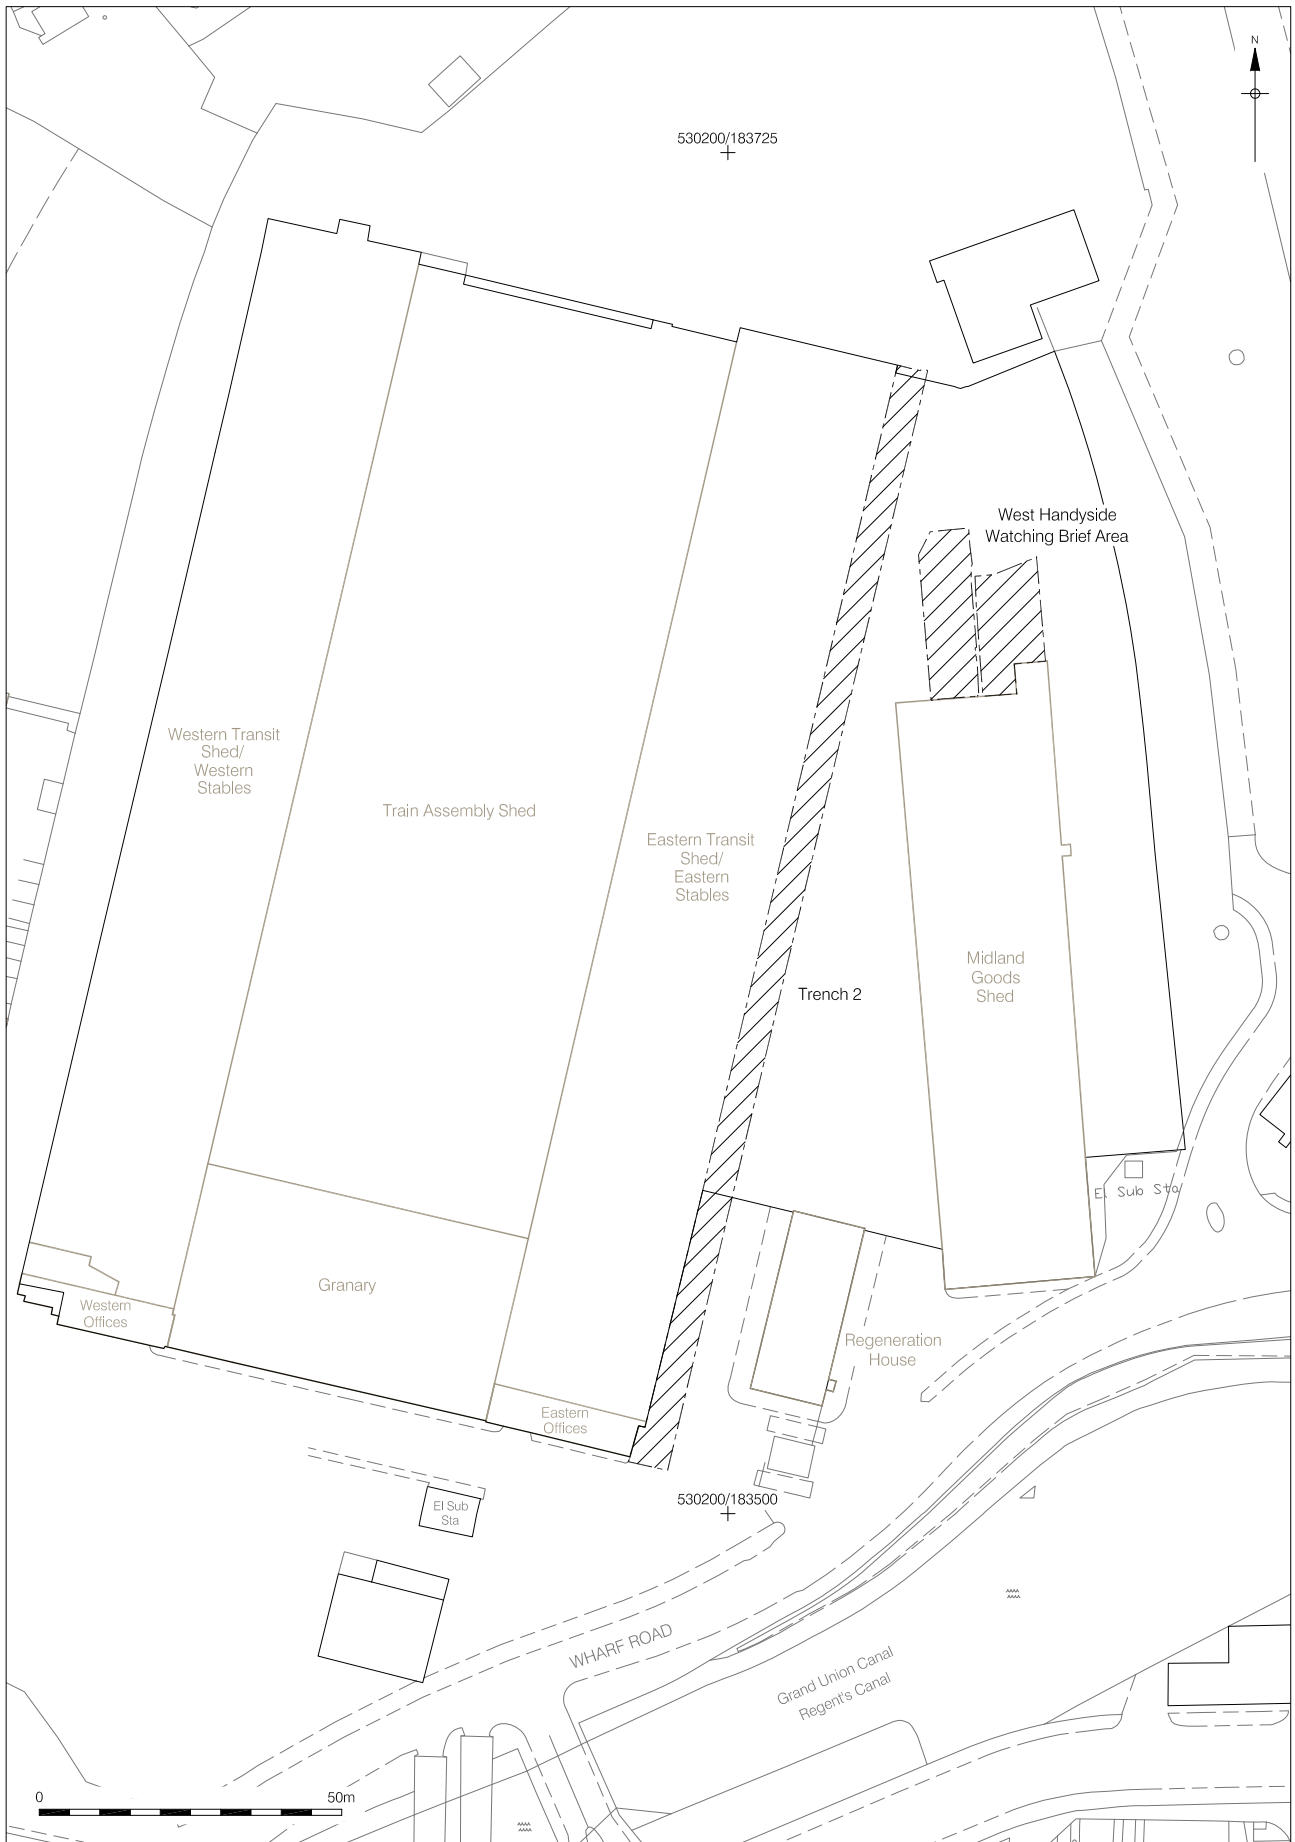 N
530200/183725
West Handyside
Watching Brief Area
Western Transit
Shed/
Western
Stables
Train Assembly Shed
Eastern Transit
Shed/
Eastern
Stables
Midland
Goods
Shed
Trench 2
El Sub Sta
Granary
Western
Offices
Regeneration
House
Eastern
Offices
530200/183500
El Sub
Sta
WHARF ROAD
Grand Union Canal
Regent's Canal
0 50m